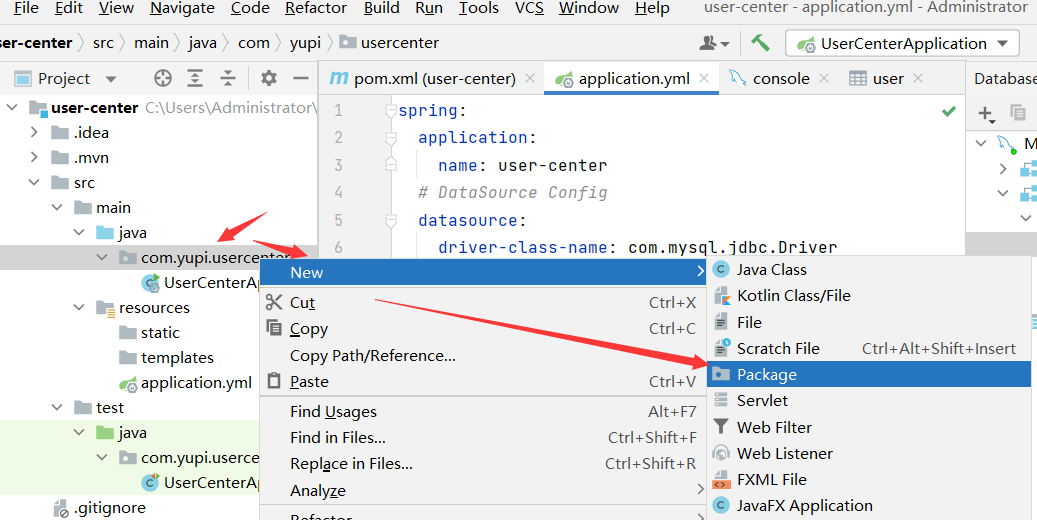 File Edit View Navigate Code Refactor Build Run Tools VCS Window Help user-center - application.yml - Administrator
ser-center src main java com yupi usercenter UserCenterApplication
Project pom.xml (user-center) application.yml console user Database
user-center C:\Users\Administrator\
.idea
.mvn
src
main
java
com.yupi.usercenter
UserCenterAp
resources
static
templates
application.yml
test
java
com.yupi.userce
UserCenterAp
.gitignore
1 spring:
2 application:
3 name: user-center
4 # DataSource Config
5 datasource:
6 driver-class-name: com.mysql.jdbc.Driver
M
New
Cut Ctrl+X
Copy Ctrl+C
Copy Path/Reference...
Paste Ctrl+V
Find Usages Alt+F7
Find in Files... Ctrl+Shift+F
Replace in Files... Ctrl+Shift+R
Analyze
Refactor
Java Class
Kotlin Class/File
File
Scratch File Ctrl+Alt+Shift+Insert
Package
Servlet
Web Filter
Web Listener
FXML File
JavaFX Application